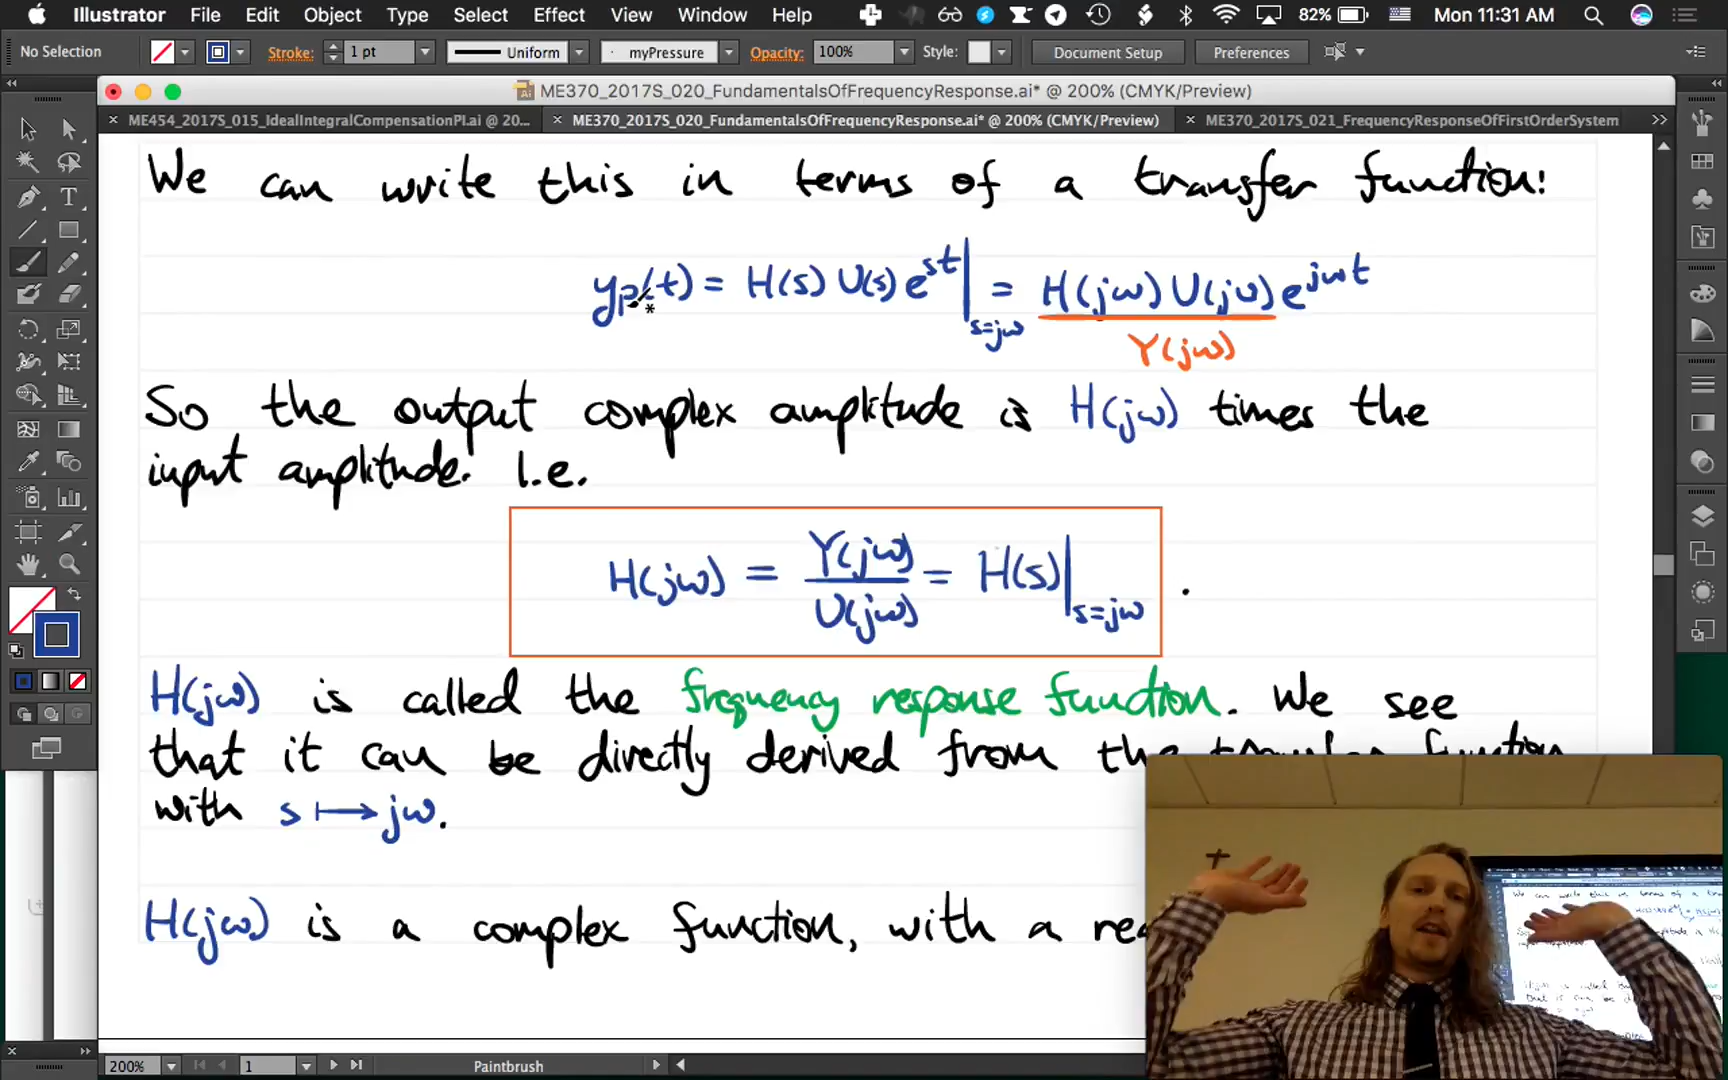 Illustrator File Edit Object Type Select Effect View Window Help 82% Mon 11:31 AM
No Selection Stroke: 1 pt Uniform myPressure Opacity: 100% Style: Document Setup Preferences
ME370_2017S_020_FundamentalsOfFrequencyResponse.ai* @ 200% (CMYK/Preview)
ME454_2017S_015_IdealIntegralCompensationPI.ai @ 20... ME370_2017S_020_FundamentalsOfFrequencyResponse.ai* @ 200% (CMYK/Preview) ME370_2017S_021_FrequencyResponseOfFirstOrderSystem
We can write this in terms of a transfer function:
yp(t) = H(s) U(s) e^st |s=jω = H(jω) U(jω) e^jωt
Y(jω)
So the output complex amplitude is H(jω) times the
input amplitude. I.e.
H(jω) = Y(jω)/U(jω) = H(s)|s=jω .
H(jω) is called the frequency response function. We see
that it can be directly derived from the transfer function
with s ↦ jω.
H(jω) is a complex function, with a rea
200% 1 Paintbrush